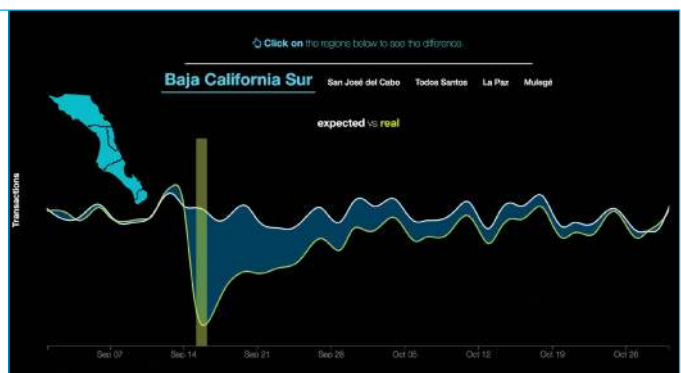 Click on the regions below to see the difference
Baja California Sur San José del Cabo Todos Santos La Paz Mulegé
expected vs real
Transactions
Sep 07 Sep 14 Sep 21 Sep 28 Oct 05 Oct 12 Oct 19 Oct 26